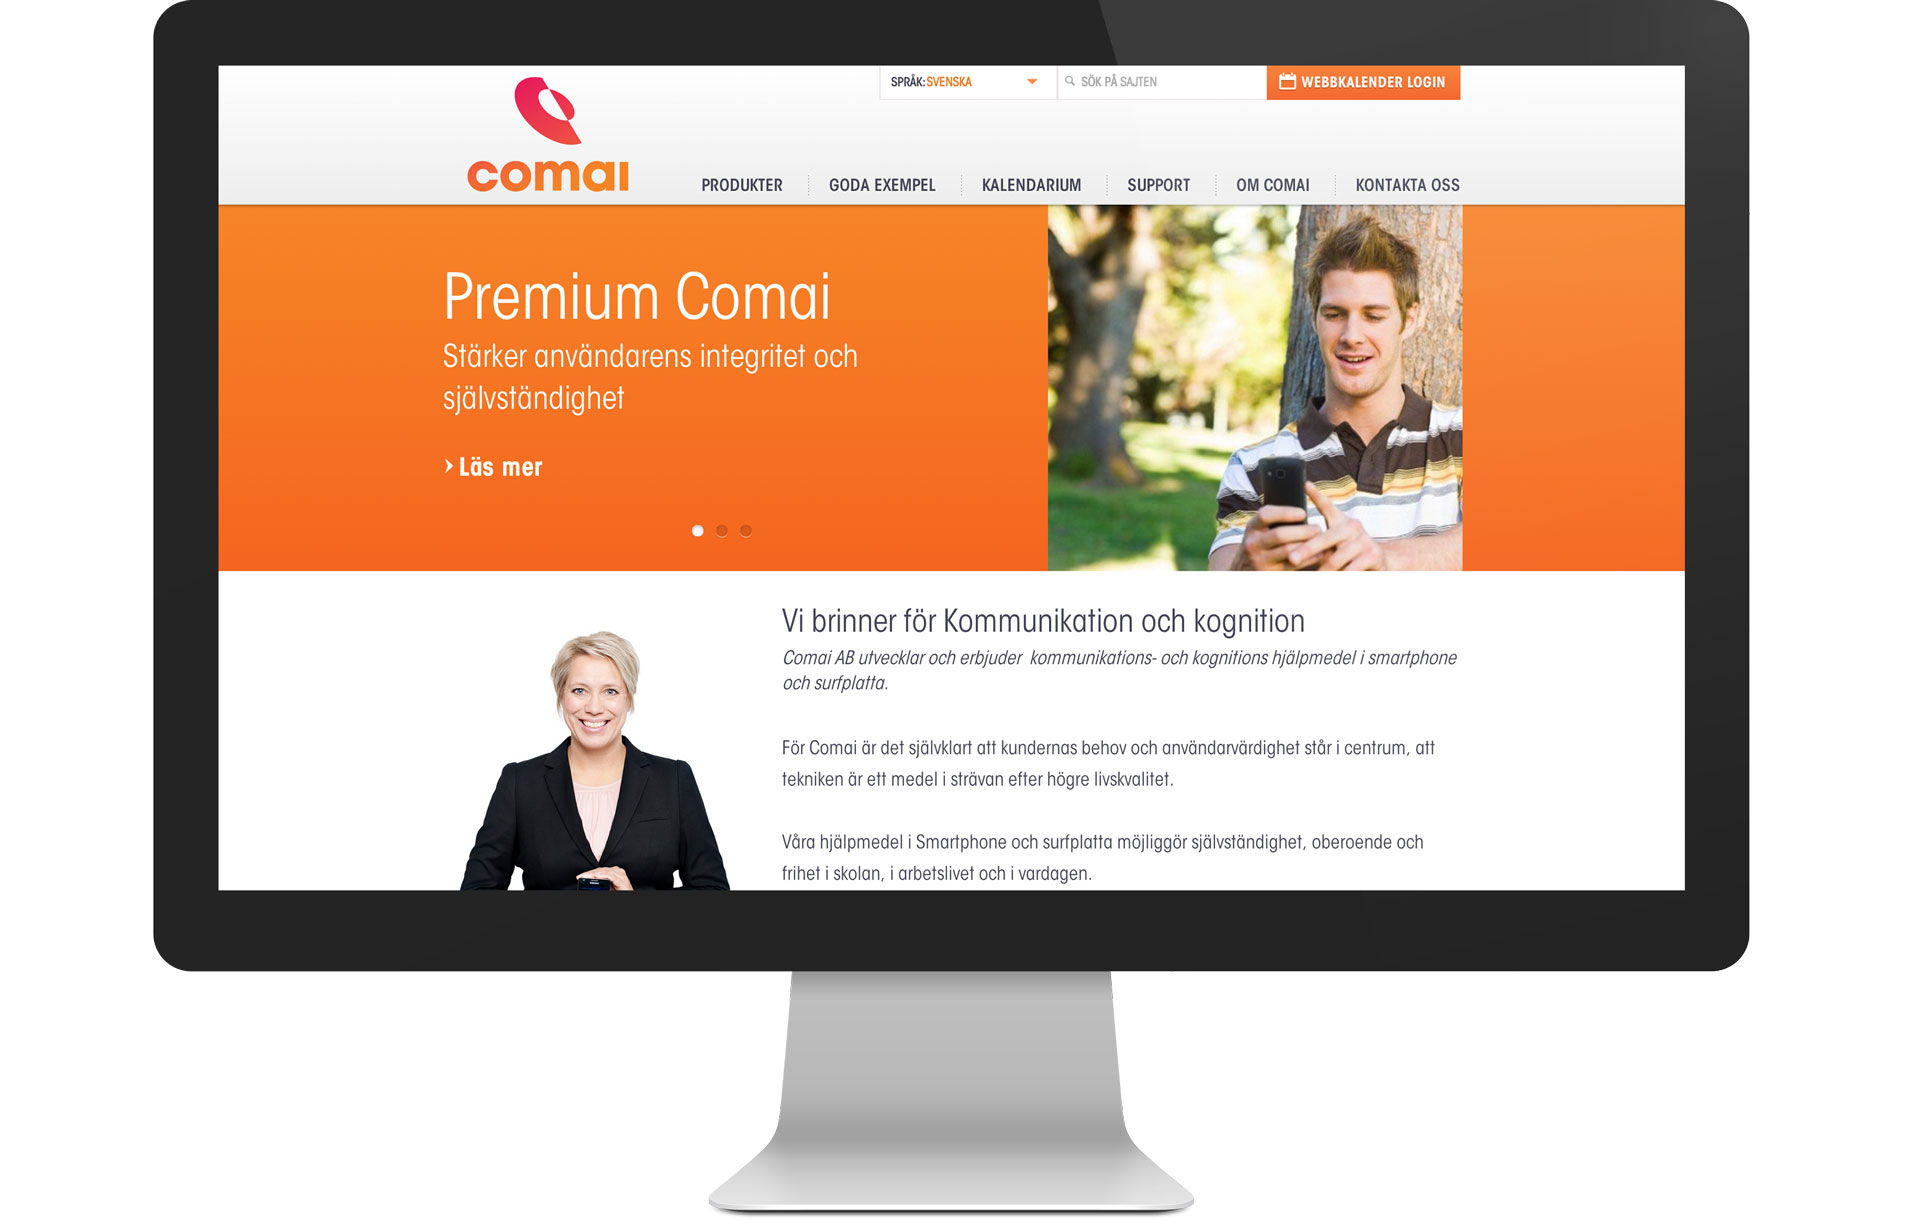 SPRÅK: SVENSKA
SÖK PÅ SAJTEN
WEBBKALENDER LOGIN
comai
PRODUKTER
GODA EXEMPEL
KALENDARIUM
SUPPORT
OM COMAI
KONTAKTA OSS
Premium Comai
Stärker användarens integritet och
självständighet
Läs mer
Vi brinner för Kommunikation och kognition
Comai AB utvecklar och erbjuder kommunikations- och kognitions hjälpmedel i smartphone
och surfplatta.
För Comai är det självklart att kundernas behov och användarvärdighet står i centrum, att
tekniken är ett medel i strävan efter högre livskvalitet.
Våra hjälpmedel i Smartphone och surfplatta möjliggör självständighet, oberoende och
frihet i skolan, i arbetslivet och i vardagen.